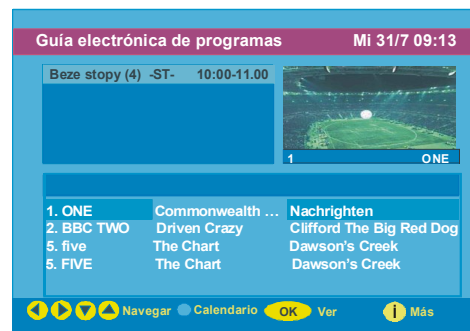 Guía electrónica de programas Mi 31/7 09:13
Beze stopy (4) -ST- 10:00-11.00
1 ONE
1. ONE Commonwealth ... Nachrighten
2. BBC TWO Driven Crazy Clifford The Big Red Dog
5. five The Chart Dawson's Creek
5. FIVE The Chart Dawson's Creek
Navegar Calendario OK Ver i Más